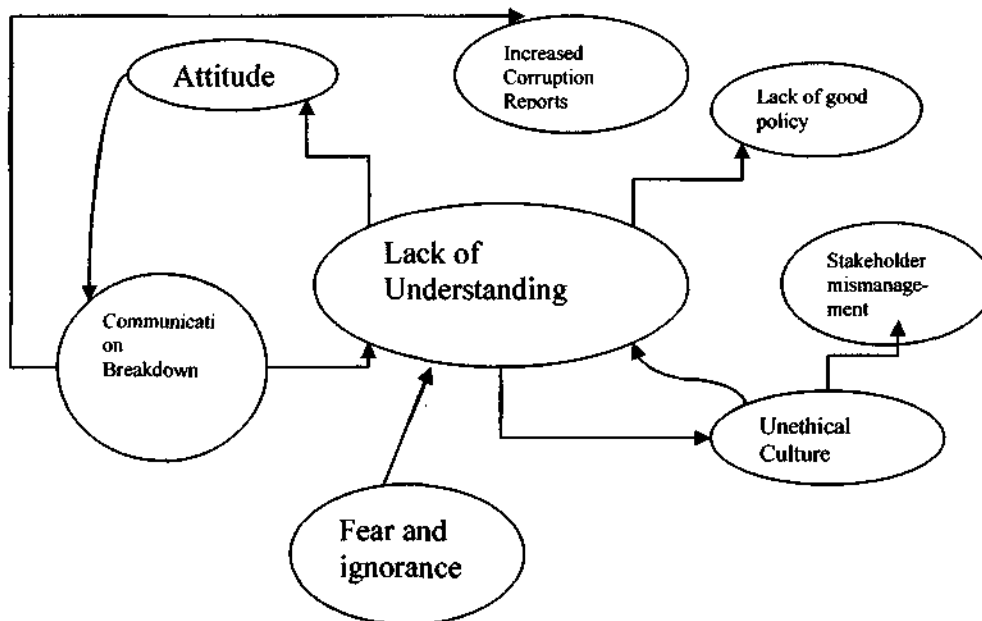 Attitude
Increased
Corruption
Reports
Lack of good
policy
Lack of
Understanding
Stakeholder
mismanage-
ment
Communicati
on
Breakdown
Unethical
Culture
Fear and
ignorance